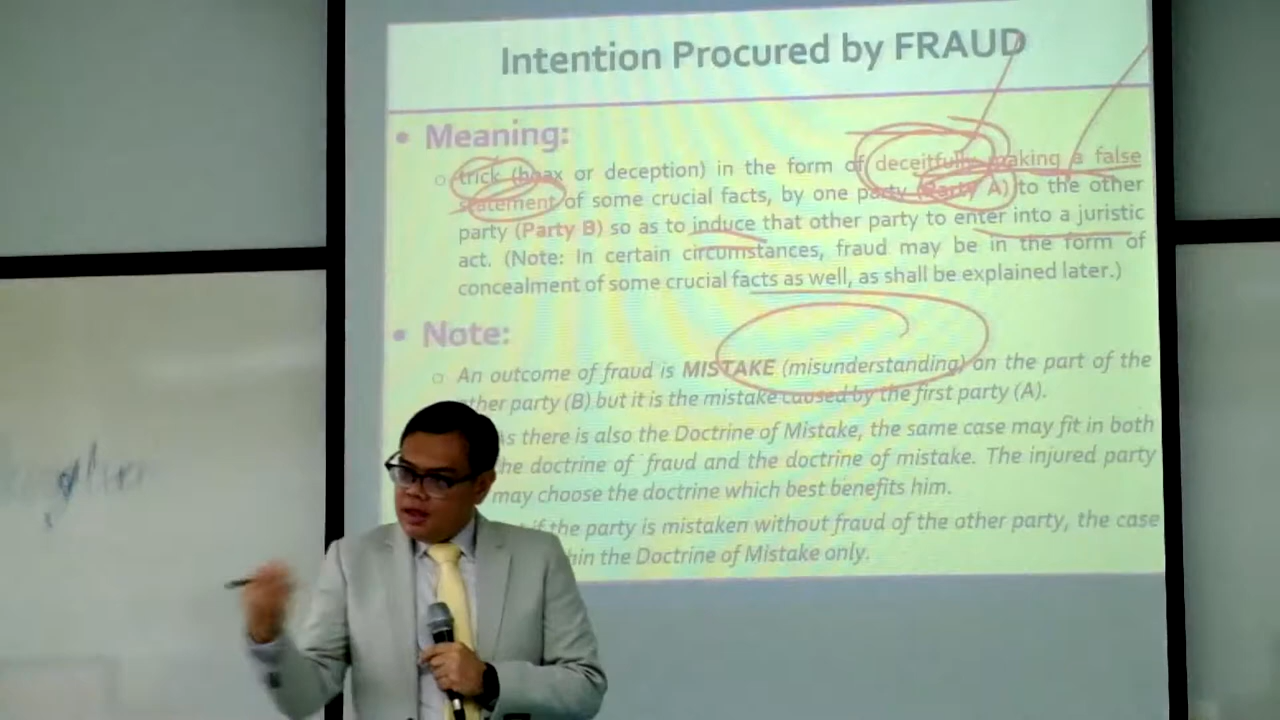 Intention Procured by FRAUD
• Meaning:
○ trick (hoax or deception) in the form of deceitfully making a false
statement of some crucial facts, by one party (Party A) to the other
party (Party B) so as to induce that other party to enter into a juristic
act. (Note: In certain circumstances, fraud may be in the form of
concealment of some crucial facts as well, as shall be explained later.)
• Note:
○ An outcome of fraud is MISTAKE (misunderstanding) on the part of the
other party (B) but it is the mistake caused by the first party (A).
there is also the Doctrine of Mistake, the same case may fit in both
the doctrine of fraud and the doctrine of mistake. The injured party
may choose the doctrine which best benefits him.
if the party is mistaken without fraud of the other party, the case
the Doctrine of Mistake only.